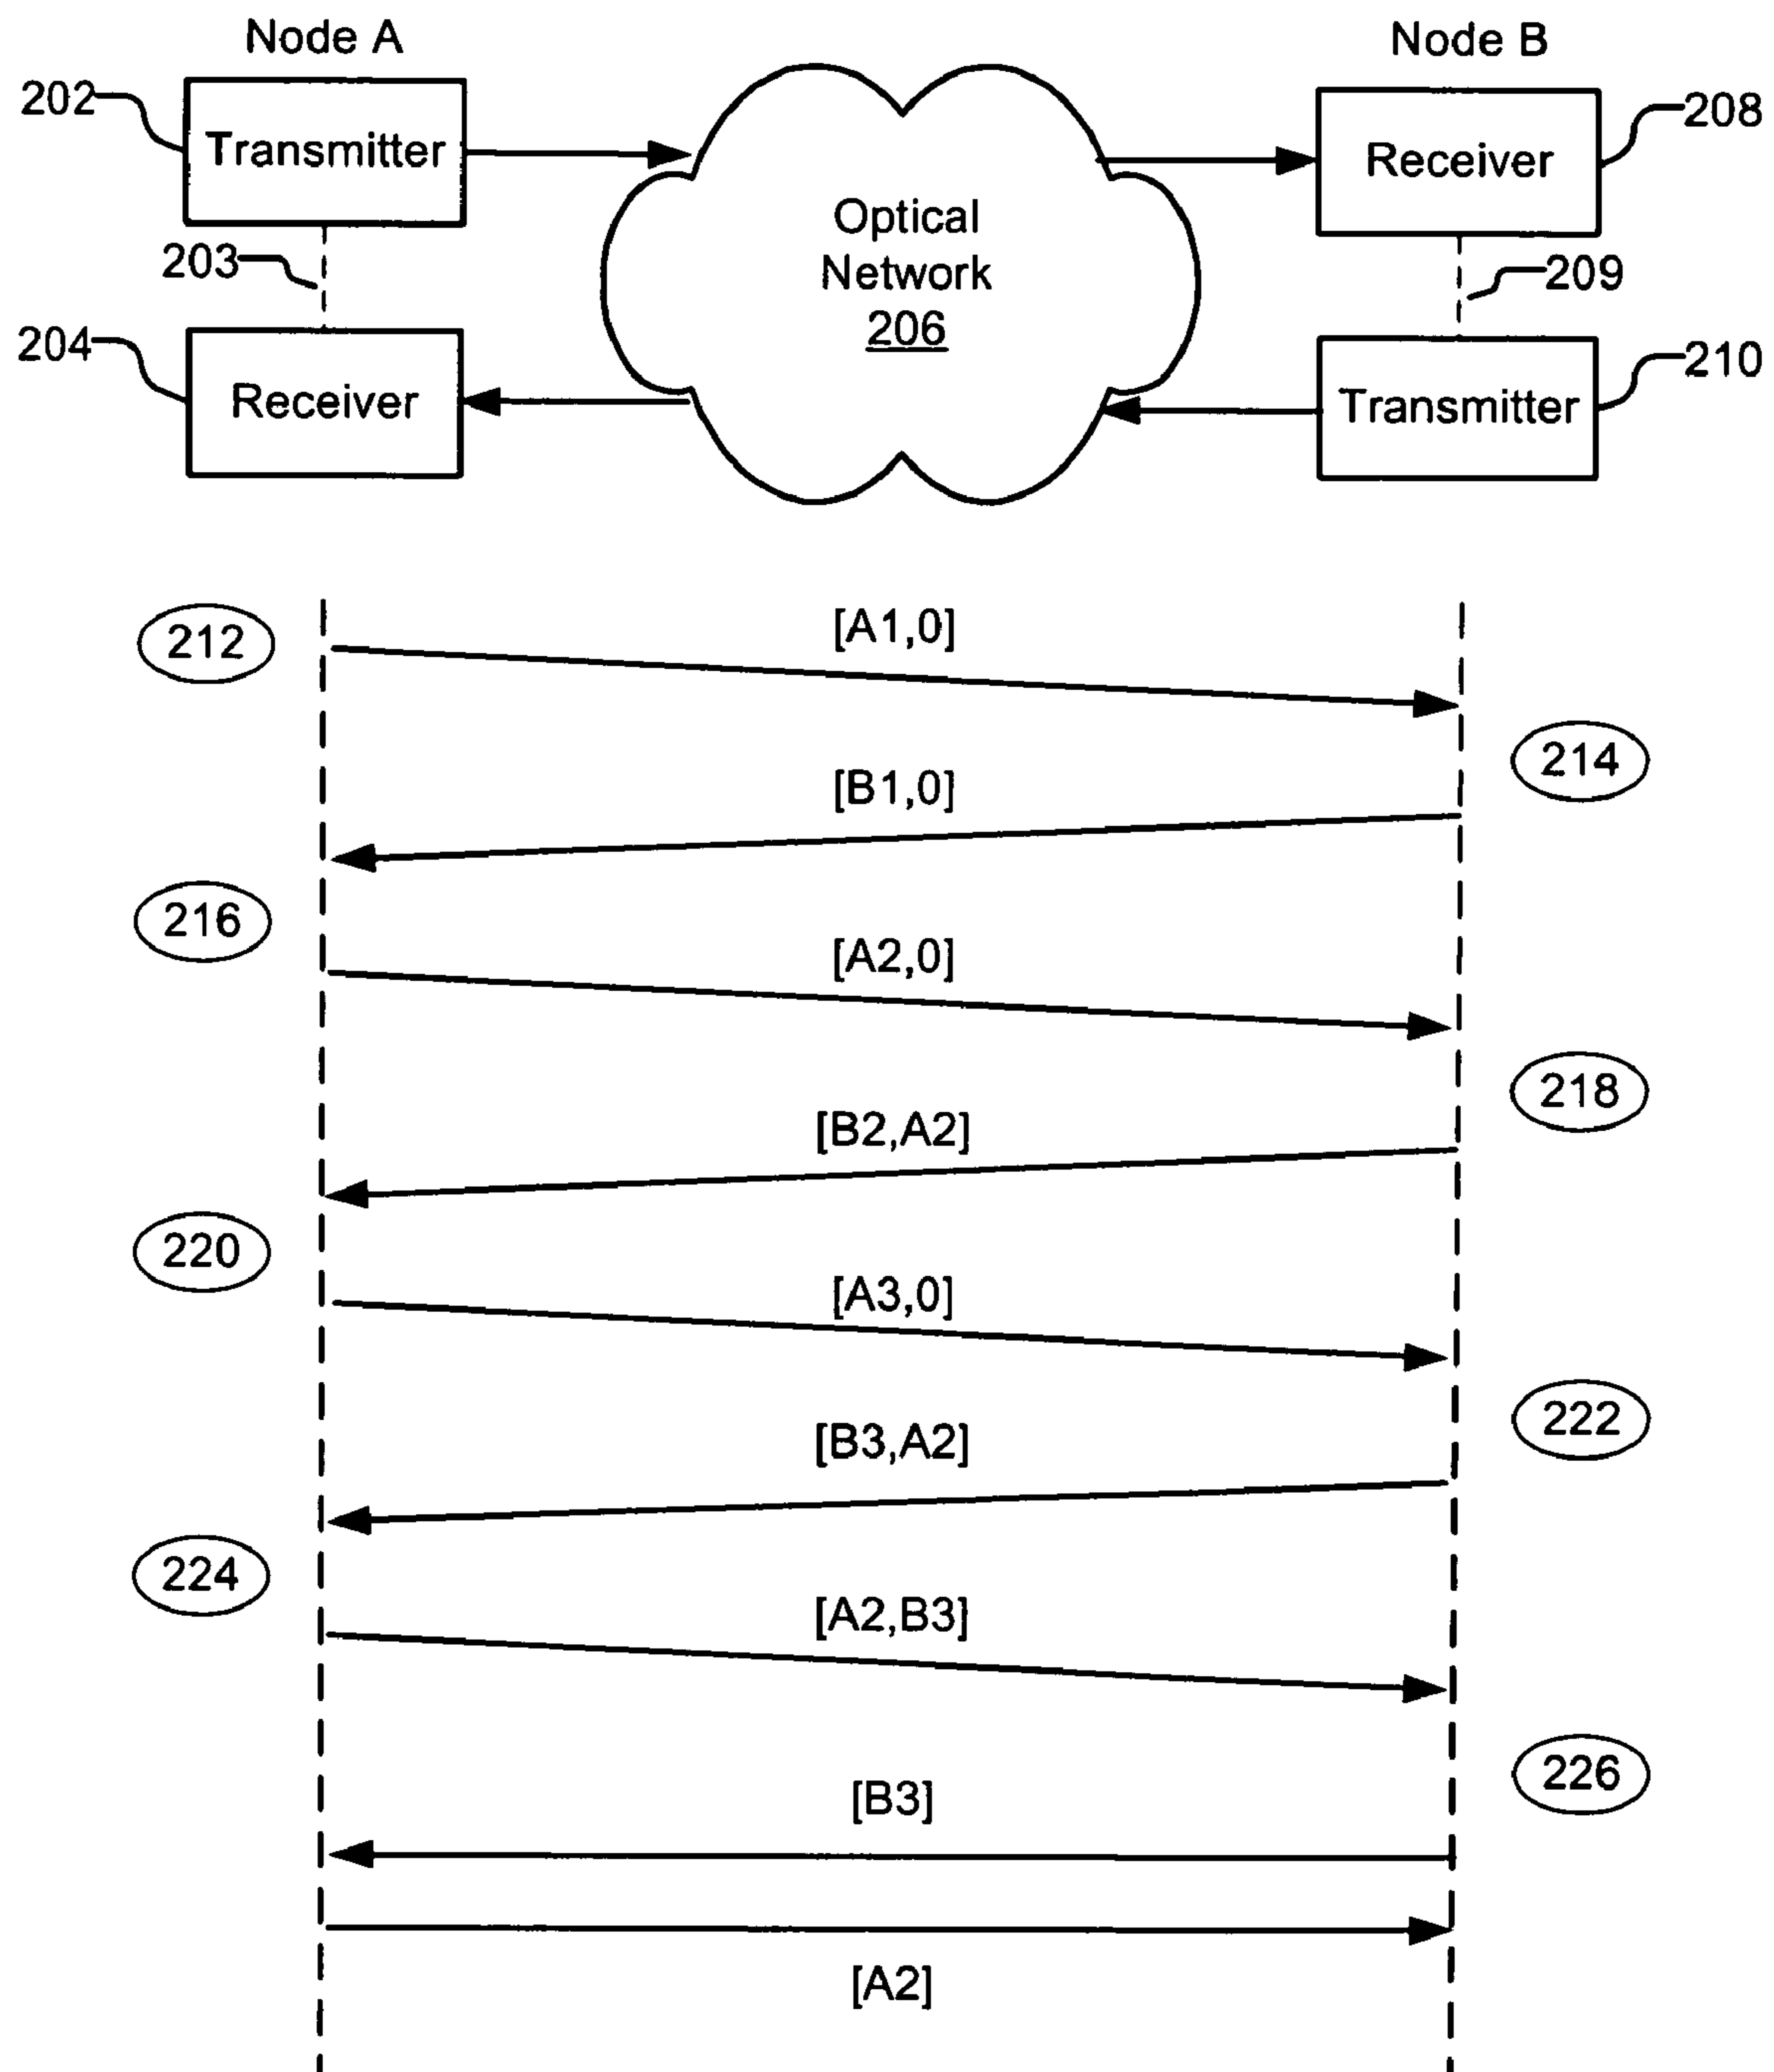 Node A
Node B
202
Transmitter
Receiver
208
203
Optical
Network
206
209
204
Receiver
Transmitter
210
212
[A1,0]
214
[B1,0]
216
[A2,0]
218
[B2,A2]
220
[A3,0]
222
[B3,A2]
224
[A2,B3]
226
[B3]
[A2]